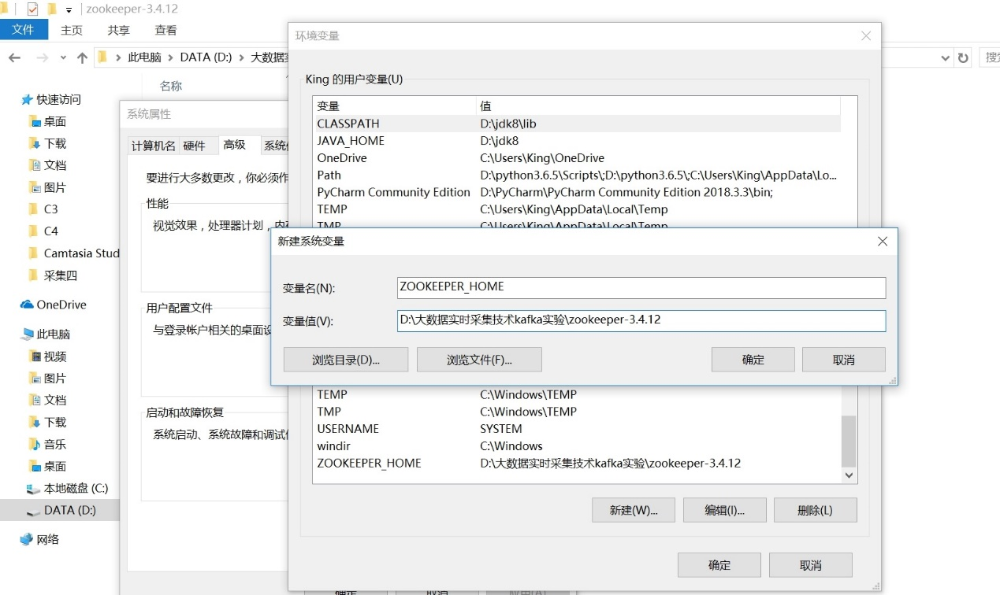 zookeeper-3.4.12
文件 主页 共享 查看
此电脑 DATA (D:) 大数据实
名称
快速访问
桌面
下载
文档
图片
C3
C4
Camtasia Stud
采集四
OneDrive
此电脑
视频
图片
文档
下载
音乐
桌面
本地磁盘 (C:)
DATA (D:)
网络
系统属性
计算机名 硬件 高级
要进行大多数更改，你必须作
性能
视觉效果，处理器计划，内存
用户配置文件
与登录帐户相关的桌面设
启动和故障恢复
系统启动、系统故障和调试信
环境变量
King 的用户变量(U)
变量 值
CLASSPATH D:\jdk8\lib
JAVA_HOME D:\jdk8
OneDrive C:\Users\King\OneDrive
Path D:\python3.6.5\Scripts\;D:\python3.6.5\;C:\Users\King\AppData\Lo...
PyCharm Community Edition D:\PyCharm\PyCharm Community Edition 2018.3.3\bin;
TEMP C:\Users\King\AppData\Local\Temp
TMP C:\Users\King\AppData\Local\Temp
新建系统变量
变量名(N): ZOOKEEPER_HOME
变量值(V): D:\大数据实时采集技术kafka实验\zookeeper-3.4.12
浏览目录(D)... 浏览文件(F)... 确定 取消
TEMP C:\Windows\TEMP
TMP C:\Windows\TEMP
USERNAME SYSTEM
windir C:\Windows
ZOOKEEPER_HOME D:\大数据实时采集技术kafka实验\zookeeper-3.4.12
新建(W)... 编辑(I)... 删除(L)
确定 取消
确定 取消 应用(A)